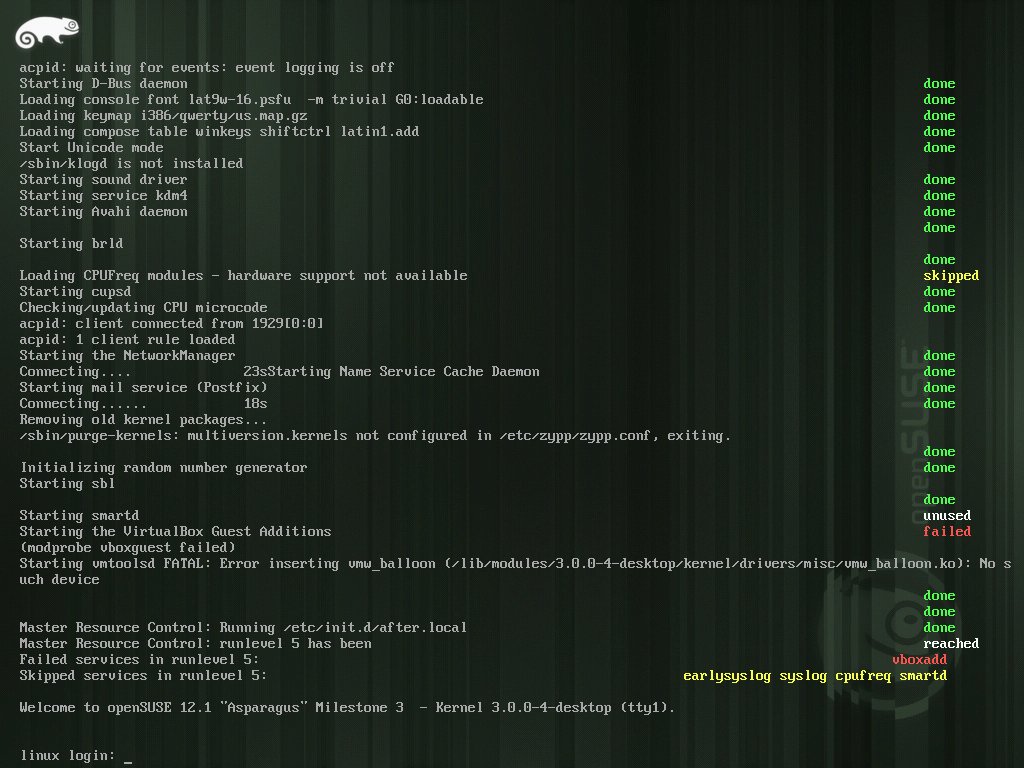 acpid: waiting for events: event logging is off
Starting D-Bus daemon done
Loading console font lat9w-16.psfu -m trivial G0:loadable done
Loading keymap i386/qwerty/us.map.gz done
Loading compose table winkeys shiftctrl latin1.add done
Start Unicode mode done
/sbin/klogd is not installed
Starting sound driver done
Starting service kdm4 done
Starting Avahi daemon done
done
Starting brld
done
Loading CPUFreq modules - hardware support not available skipped
Starting cupsd done
Checking/updating CPU microcode done
acpid: client connected from 1929[0:0]
acpid: 1 client rule loaded
Starting the NetworkManager done
Connecting.... 23sStarting Name Service Cache Daemon done
Starting mail service (Postfix) done
Connecting...... 18s done
Removing old kernel packages...
/sbin/purge-kernels: multiversion.kernels not configured in /etc/zypp/zypp.conf, exiting.
done
Initializing random number generator done
Starting sbl
done
Starting smartd unused
Starting the VirtualBox Guest Additions failed
(modprobe vboxguest failed)
Starting vmtoolsd FATAL: Error inserting vmw_balloon (/lib/modules/3.0.0-4-desktop/kernel/drivers/misc/vmw_balloon.ko): No s
uch device
done
done
Master Resource Control: Running /etc/init.d/after.local done
Master Resource Control: runlevel 5 has been reached
Failed services in runlevel 5: vboxadd
Skipped services in runlevel 5: earlysyslog syslog cpufreq smartd
Welcome to openSUSE 12.1 "Asparagus" Milestone 3 - Kernel 3.0.0-4-desktop (tty1).
linux login: _
openSUSE